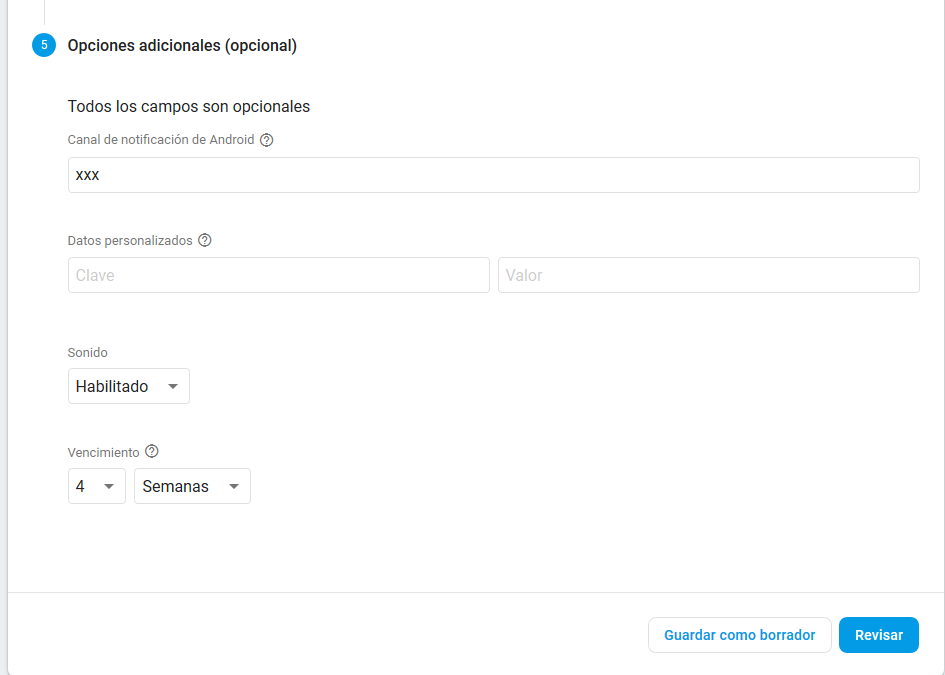 5 Opciones adicionales (opcional)
Todos los campos son opcionales
Canal de notificación de Android ?
xxx
Datos personalizados ?
Clave Valor
Sonido
Habilitado
Vencimiento ?
4 Semanas
Guardar como borrador Revisar